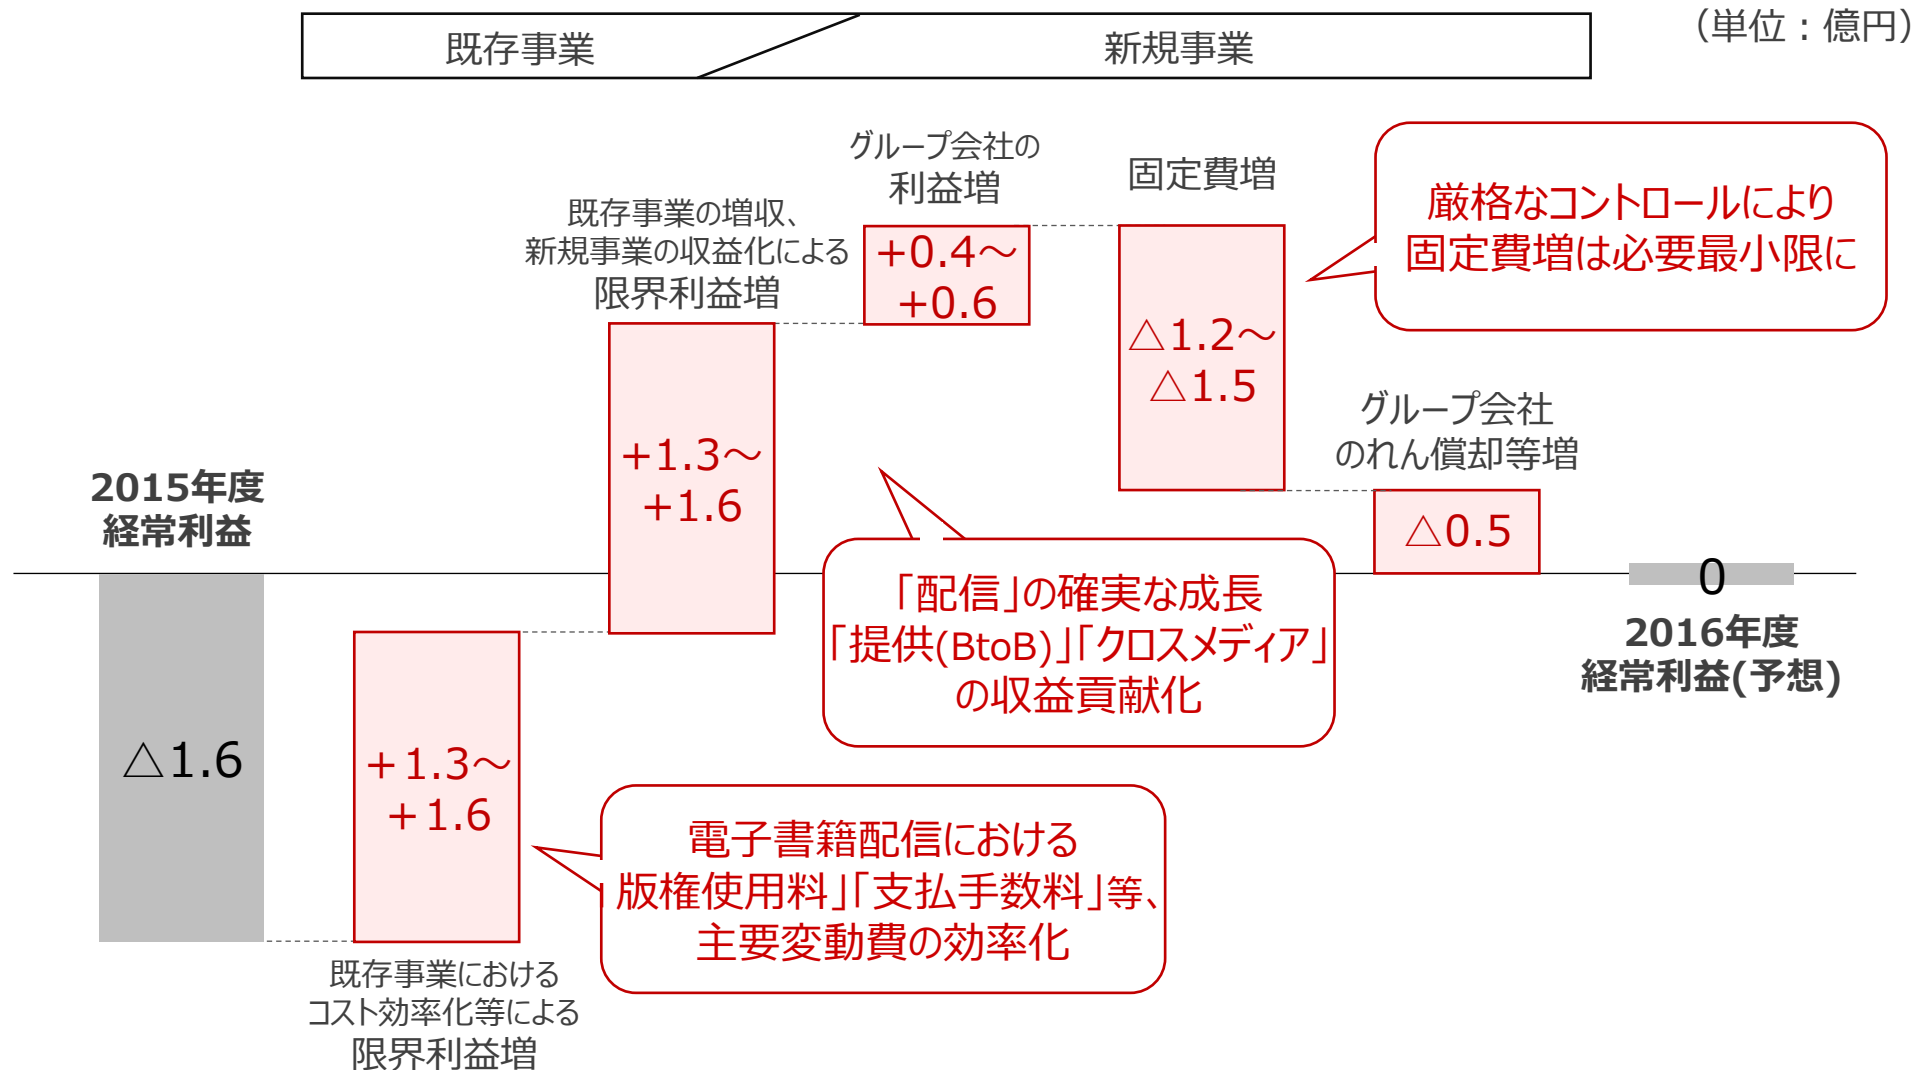 (単位：億円)
既存事業
新規事業
グループ会社の
利益増
固定費増
厳格なコントロールにより
固定費増は必要最小限に
既存事業の増収、
新規事業の収益化による
限界利益増
+0.4～
+0.6
△1.2～
△1.5
グループ会社
のれん償却等増
+1.3～
+1.6
△0.5
2015年度
経常利益
「配信」の確実な成長
「提供(BtoB)」「クロスメディア」
の収益貢献化
0
2016年度
経常利益(予想)
△1.6
+1.3～
+1.6
電子書籍配信における
版権使用料」「支払手数料」等、
主要変動費の効率化
既存事業における
コスト効率化等による
限界利益増